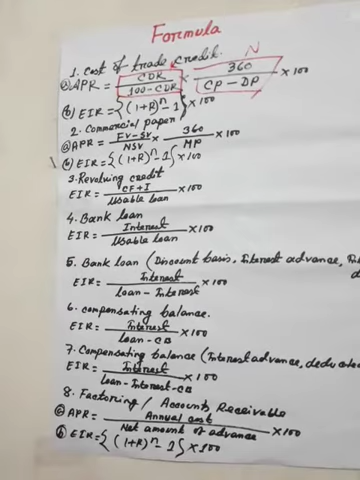 Formula
1. Cost of trade credit.
N
ⓐ APR = CDR / 100-CDR × 360 / CP - DP × 100
(b) EIR = {(1+R)^n - 1} × 100
2. Commercial paper
ⓐ APR = FV-SV / NSV × 360 / MP × 100
(b) EIR = {(1+R)^n - 1} × 100
3. Revolving credit
EIR = CF + I / Usable loan × 100
4. Bank loan
EIR = Interest / Usable loan × 100
5. Bank loan (Discount basis, Interest advance,
EIR = Interest / Loan - Interest × 100
6. compensating balance.
EIR = Interest / Loan - CB × 100
7. Compensating balance (Interest advance, deducted
EIR = Interest / Loan - Interest - CB × 100
8. Factoring / Accounts Receivable
ⓐ APR = Annual cost / Net amount of advance × 100
ⓑ EIR = {(1+R)^n - 1} × 100